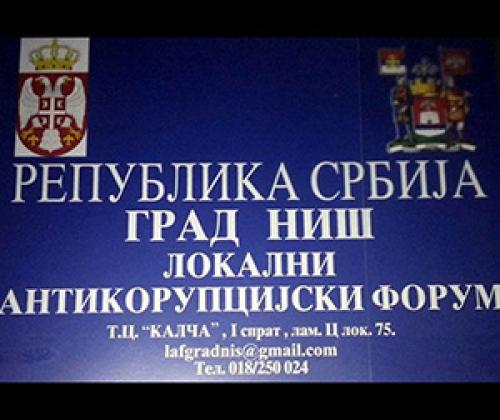 РЕПУБЛИКА СРБИЈА
ГРАД НИШ
ЛОКАЛНИ
АНТИКОРУПЦИЈСКИ ФОРУМ
Т.Ц. “КАЛЧА” , I спрат , лам. Ц лок. 75.
lafgradnis@gmail.com
Тел. 018/250 024